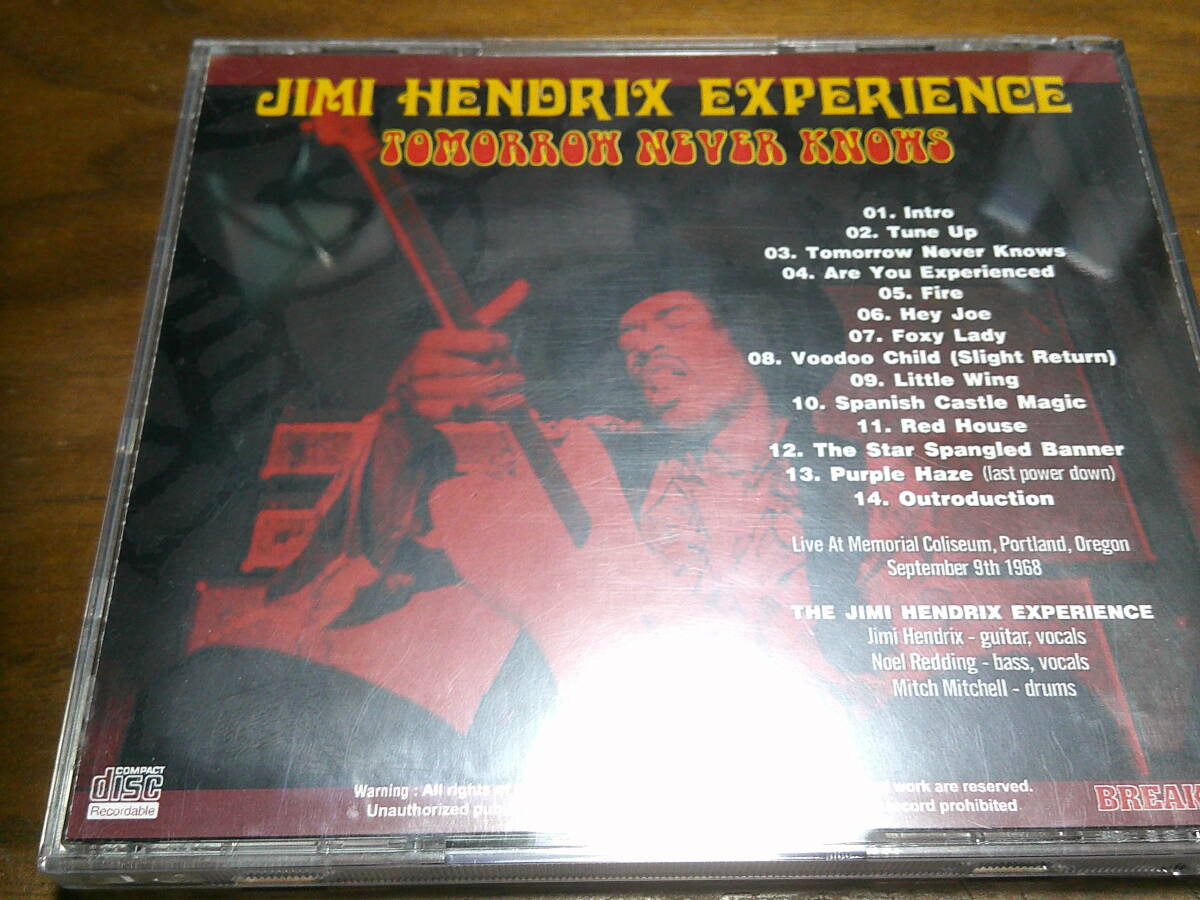 JIMI HENDRIX EXPERIENCE
TOMORROW NEVER KNOWS
01. Intro
02. Tune Up
03. Tomorrow Never Knows
04. Are You Experienced
05. Fire
06. Hey Joe
07. Foxy Lady
08. Voodoo Child (Slight Return)
09. Little Wing
10. Spanish Castle Magic
11. Red House
12. The Star Spangled Banner
13. Purple Haze (last power down)
14. Outroduction
Live At Memorial Coliseum, Portland, Oregon
September 9th 1968
THE JIMI HENDRIX EXPERIENCE
Jimi Hendrix - guitar, vocals
Noel Redding - bass, vocals
Mitch Mitchell - drums
COMPACT
disc
Recordable
Warning : All rights work are reserved.
Unauthorized record prohibited.
BREAK